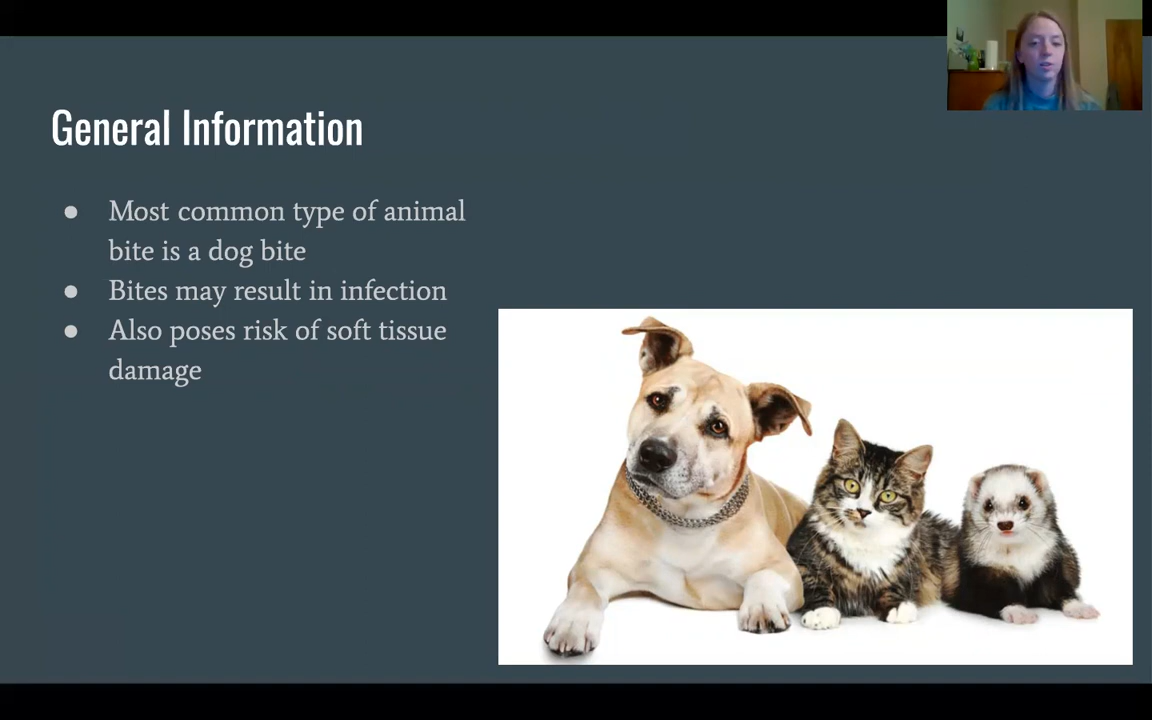 General Information
● Most common type of animal
bite is a dog bite
● Bites may result in infection
● Also poses risk of soft tissue
damage